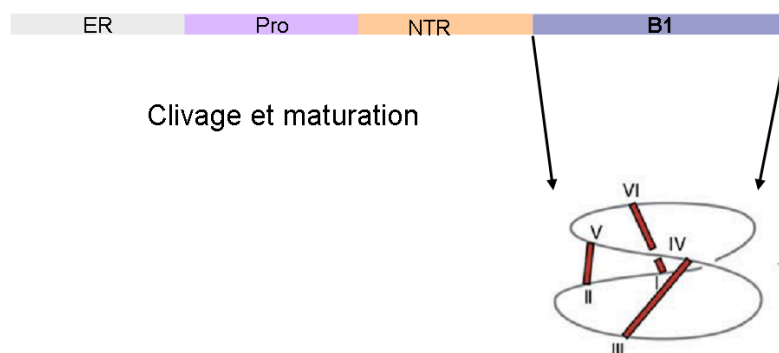 ER Pro NTR B1
Clivage et maturation
VI
V IV
I
II
III